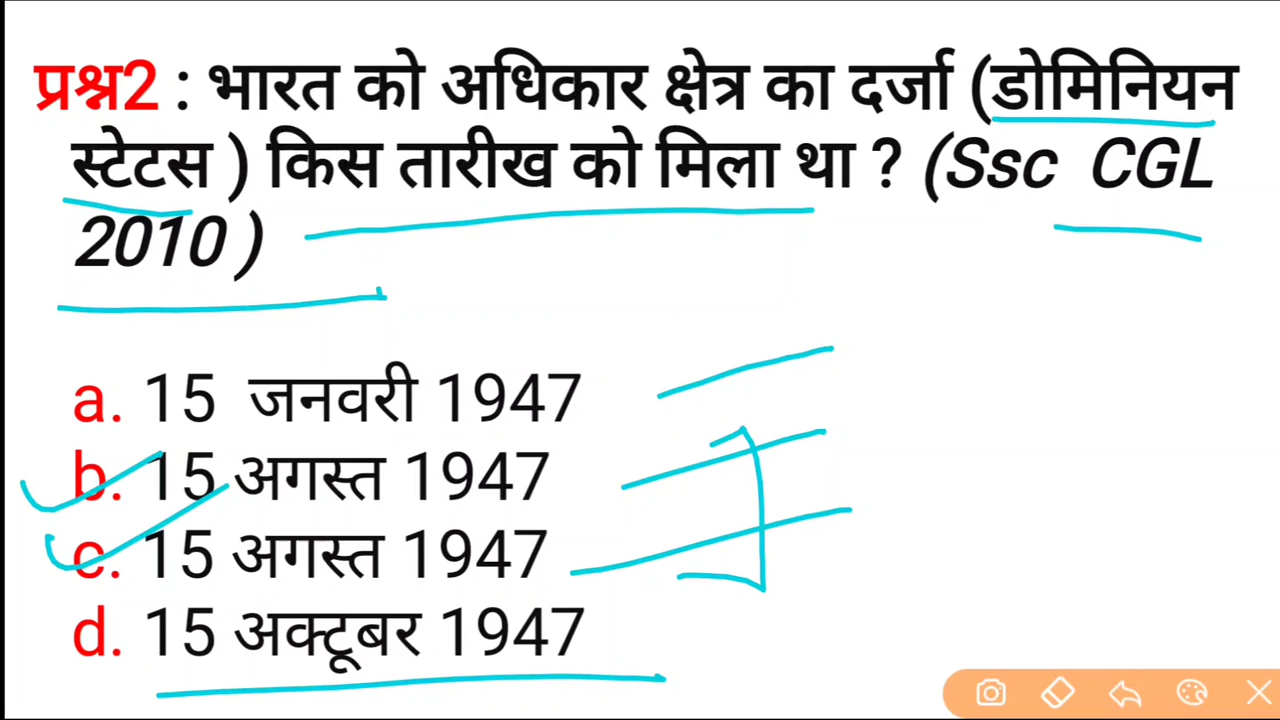 प्रश्न2 : भारत को अधिकार क्षेत्र का दर्जा (डोमिनियन
स्टेटस ) किस तारीख को मिला था ? (Ssc CGL
2010 )
a. 15 जनवरी 1947
b. 15 अगस्त 1947
c. 15 अगस्त 1947
d. 15 अक्टूबर 1947